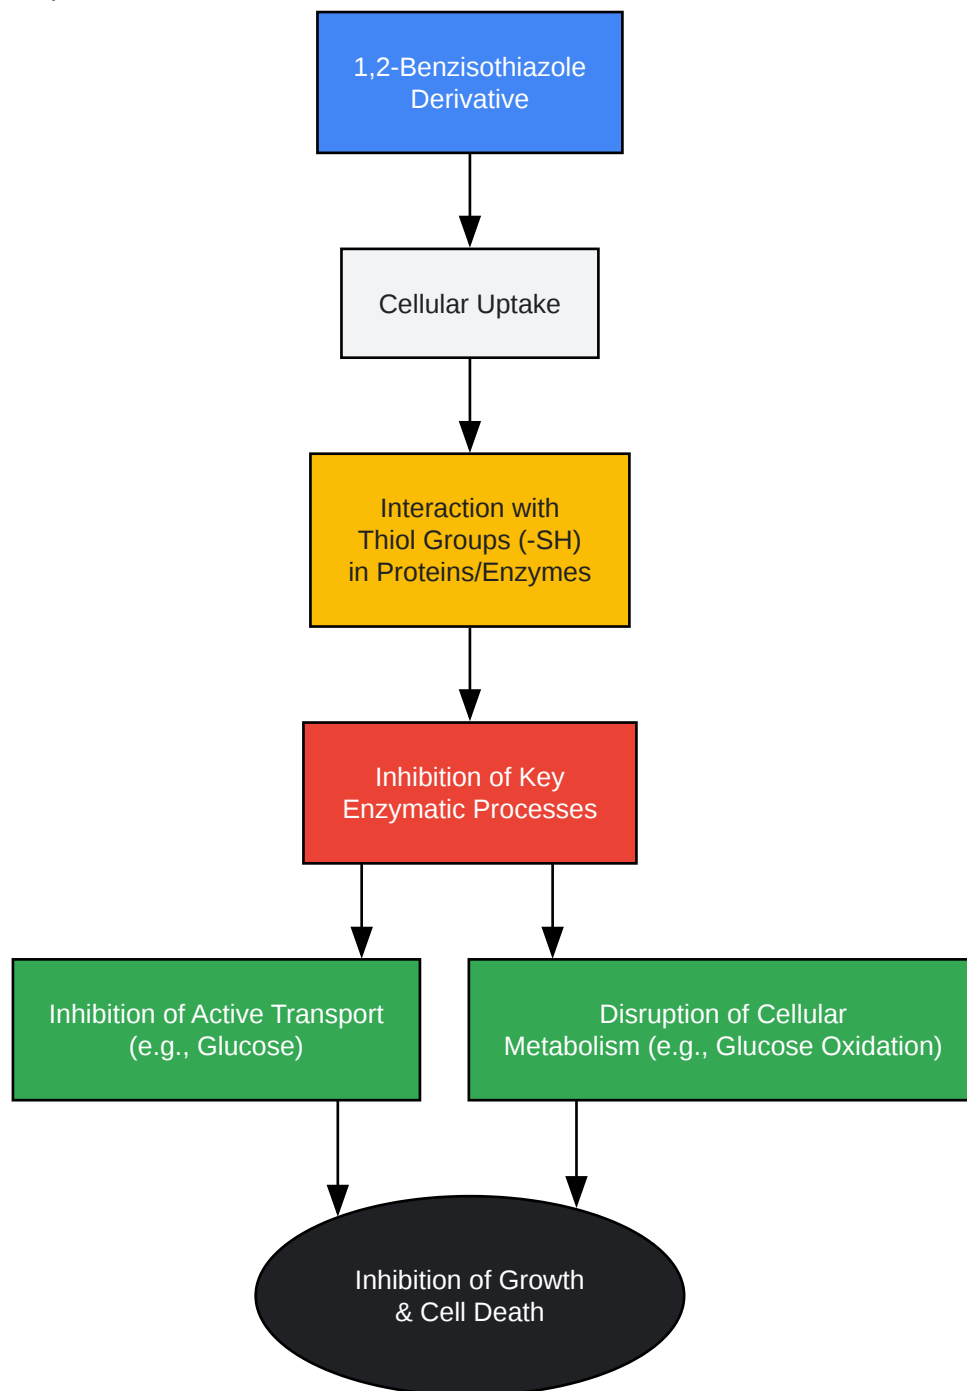 1,2-Benzisothiazole
Derivative
Cellular Uptake
Interaction with
Thiol Groups (-SH)
in Proteins/Enzymes
Inhibition of Key
Enzymatic Processes
Inhibition of Active Transport
(e.g., Glucose)
Disruption of Cellular
Metabolism (e.g., Glucose Oxidation)
Inhibition of Growth
& Cell Death